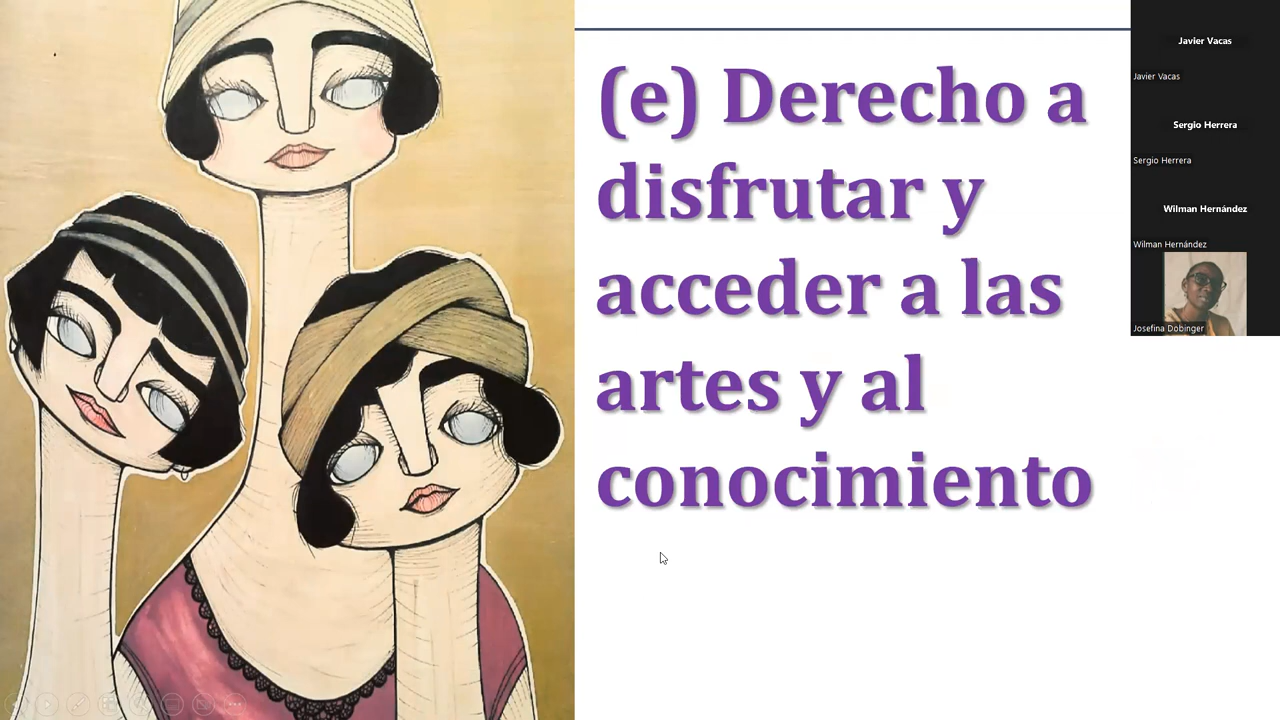 (e) Derecho a
disfrutar y
acceder a las
artes y al
conocimiento
Javier Vacas
Javier Vacas
Sergio Herrera
Sergio Herrera
Wilman Hernández
Wilman Hernández
Josefina Dobinger